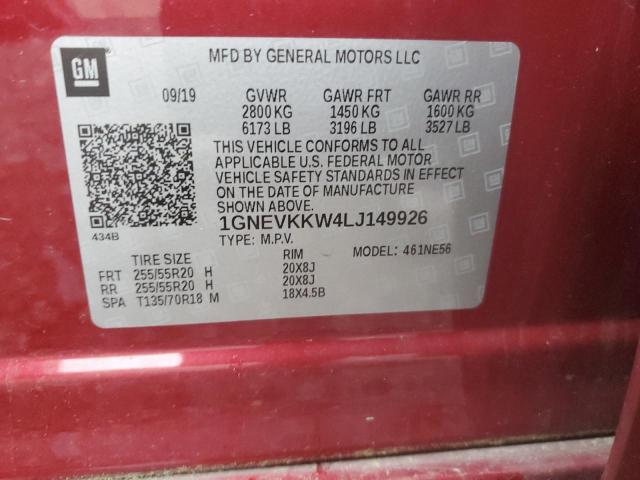 GM
MFD BY GENERAL MOTORS LLC
09/19 GVWR GAWR FRT GAWR RR
2800 KG 1450 KG 1600 KG
6173 LB 3196 LB 3527 LB
THIS VEHICLE CONFORMS TO ALL
APPLICABLE U.S. FEDERAL MOTOR
VEHICLE SAFETY STANDARDS IN EFFECT
ON THE DATE OF MANUFACTURE
SHOWN ABOVE.
434B
1GNEVKKW4LJ149926
TYPE: M.P.V. MODEL: 461NE56
TIRE SIZE RIM
FRT 255/55R20 H 20X8J
RR 255/55R20 H 20X8J
SPA T135/70R18 M 18X4.5B